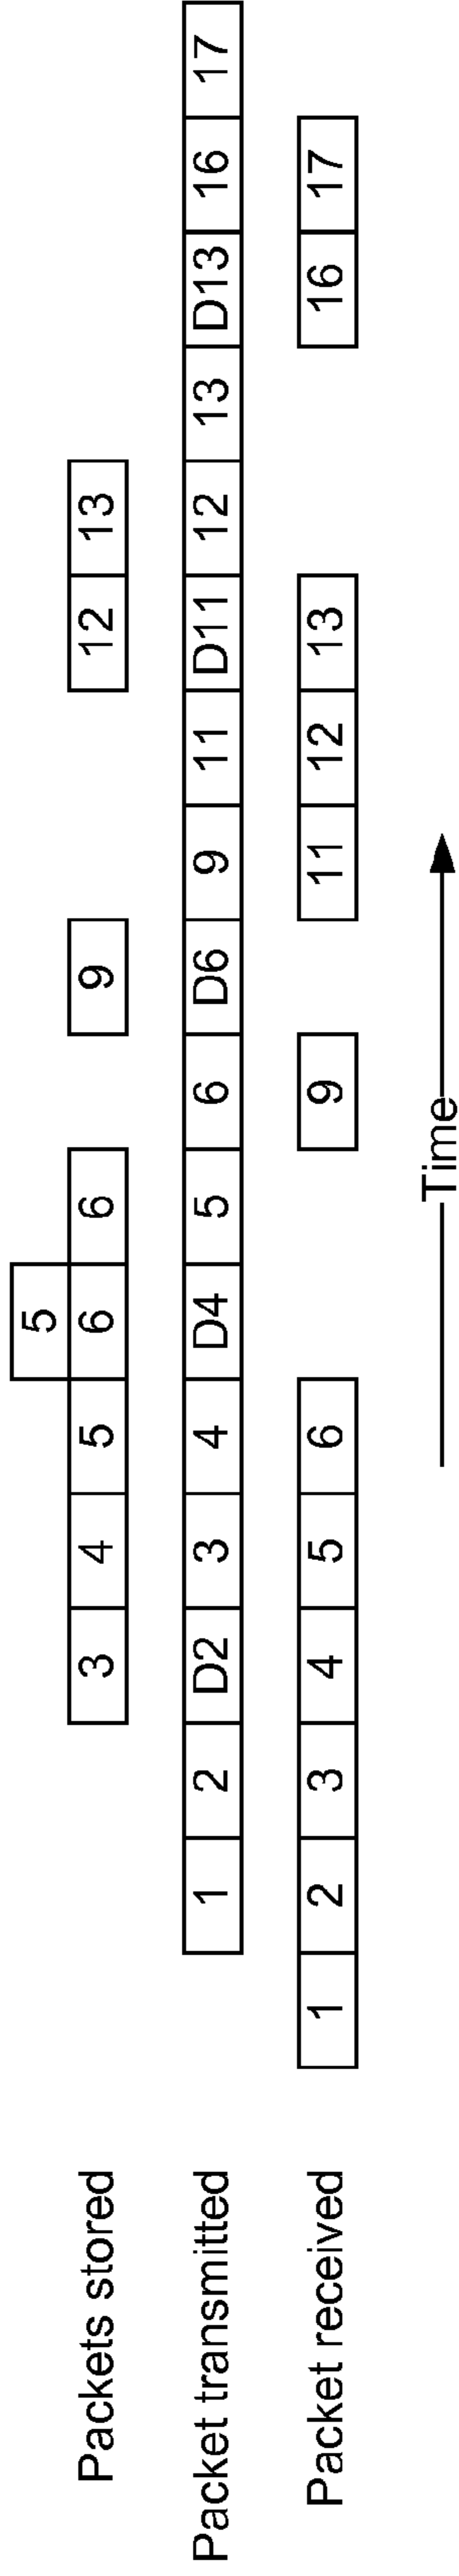 Packets stored 3 4 5 5 6 6 9 12 13
Packet transmitted 1 2 D2 3 4 D4 5 6 D6 9 11 D11 12 13 D13 16 17
Packet received 1 2 3 4 5 6 9 11 12 13 16 17
Time